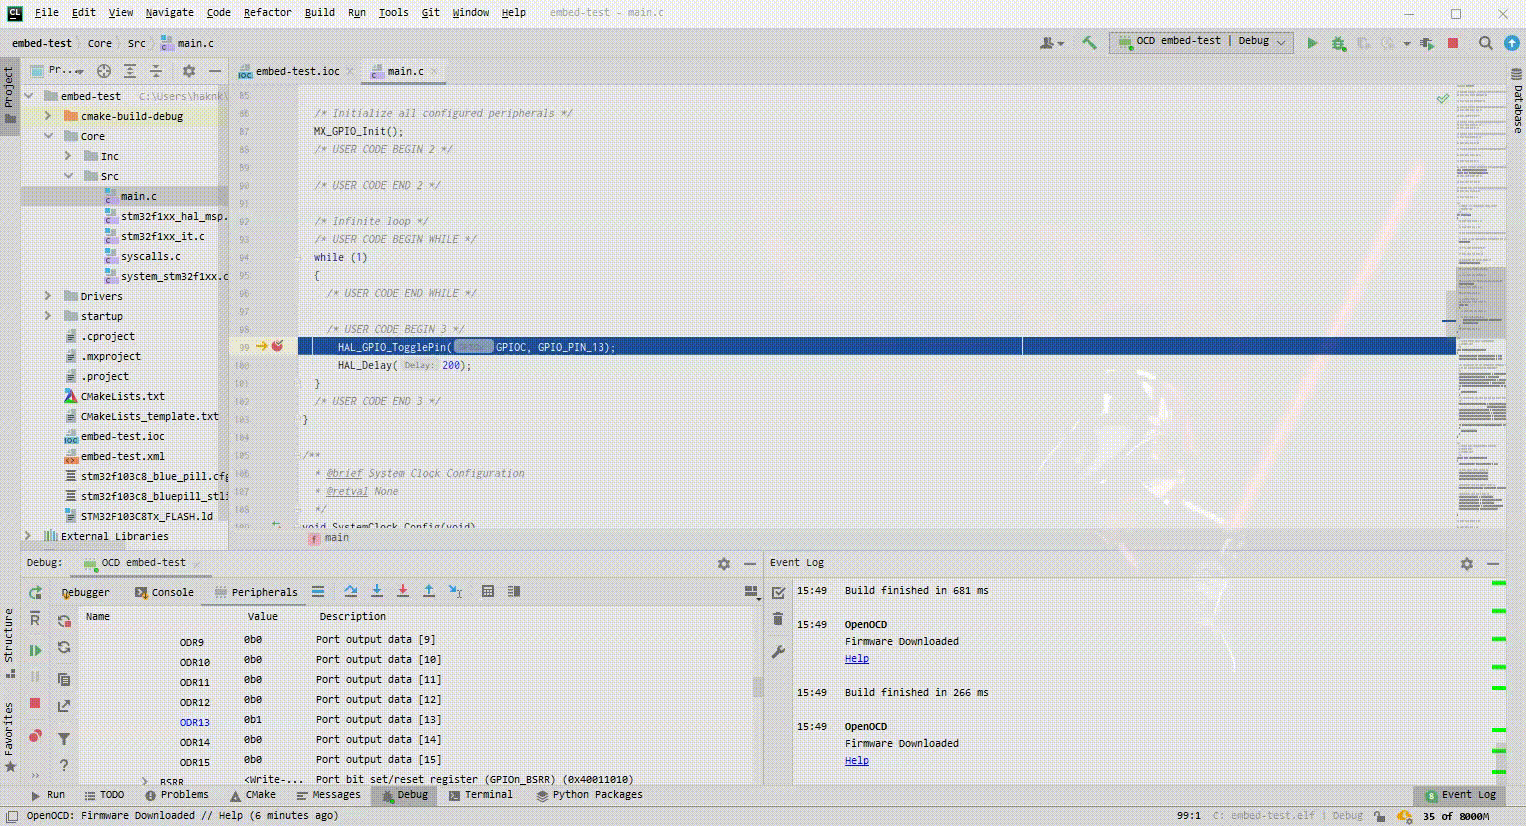 File Edit View Navigate Code Refactor Build Run Tools Git Window Help embed-test - main.c
embed-test Core Src main.c OCD embed-test | Debug
Project
Pr... embed-test.ioc main.c
embed-test C:\Users\haknk\
cmake-build-debug
Core
Inc
Src
main.c
stm32f1xx_hal_msp.
stm32f1xx_it.c
syscalls.c
system_stm32f1xx.c
Drivers
startup
.cproject
.mxproject
.project
CMakeLists.txt
CMakeLists_template.txt
embed-test.ioc
embed-test.xml
stm32f103c8_blue_pill.cfg
stm32f103c8_bluepill_stli
STM32F103C8Tx_FLASH.ld
External Libraries
85
86 /* Initialize all configured peripherals */
87 MX_GPIO_Init();
88 /* USER CODE BEGIN 2 */
89
90 /* USER CODE END 2 */
91
92 /* Infinite loop */
93 /* USER CODE BEGIN WHILE */
94 while (1)
95 {
96 /* USER CODE END WHILE */
97
98 /* USER CODE BEGIN 3 */
99 HAL_GPIO_TogglePin( GPIOC, GPIO_PIN_13);
100 HAL_Delay( Delay: 200);
101 }
102 /* USER CODE END 3 */
103 }
104
105 /**
106 * @brief System Clock Configuration
107 * @retval None
108 */
109 void SystemClock_Config(void)
main
Database
Debug: OCD embed-test
Debugger Console Peripherals
Name Value Description
ODR9 0b0 Port output data [9]
ODR10 0b0 Port output data [10]
ODR11 0b0 Port output data [11]
ODR12 0b0 Port output data [12]
ODR13 0b1 Port output data [13]
ODR14 0b0 Port output data [14]
ODR15 0b0 Port output data [15]
BSRR <Write-... Port bit set/reset register (GPIOn_BSRR) (0x40011010)
Event Log
15:49 Build finished in 681 ms
15:49 OpenOCD
Firmware Downloaded
Help
15:49 Build finished in 266 ms
15:49 OpenOCD
Firmware Downloaded
Help
Structure
Favorites
Run TODO Problems CMake Messages Debug Terminal Python Packages 8 Event Log
OpenOCD: Firmware Downloaded // Help (6 minutes ago) 99:1 C: embed-test.elf | Debug 35 of 8000M